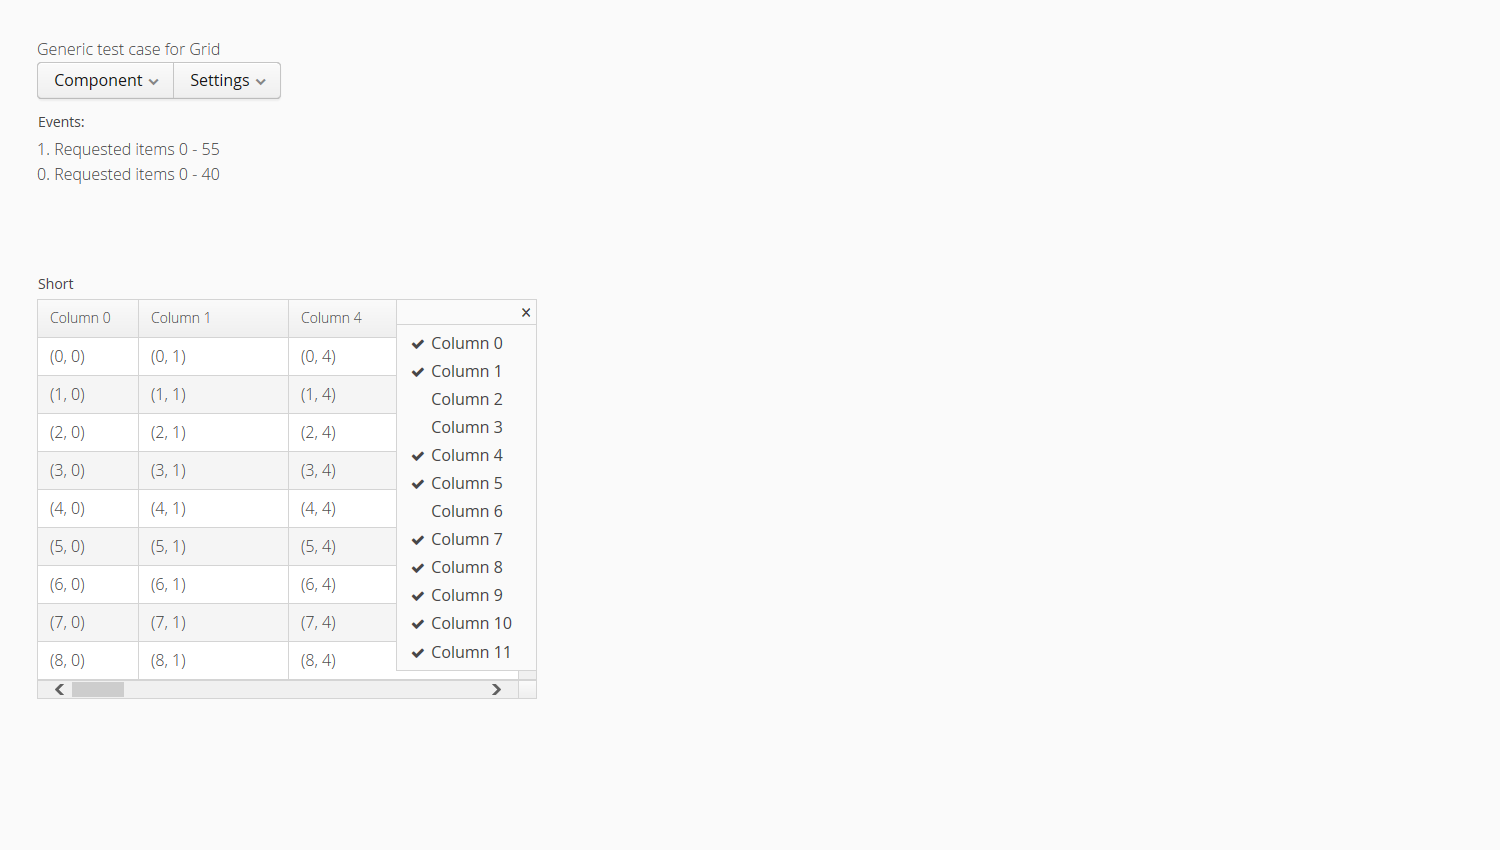 Generic test case for Grid
Component Settings
Events:
1. Requested items 0 - 55
0. Requested items 0 - 40
Short
Column 0 Column 1 Column 4
(0, 0) (0, 1) (0, 4)
(1, 0) (1, 1) (1, 4)
(2, 0) (2, 1) (2, 4)
(3, 0) (3, 1) (3, 4)
(4, 0) (4, 1) (4, 4)
(5, 0) (5, 1) (5, 4)
(6, 0) (6, 1) (6, 4)
(7, 0) (7, 1) (7, 4)
(8, 0) (8, 1) (8, 4)
Column 0
Column 1
Column 2
Column 3
Column 4
Column 5
Column 6
Column 7
Column 8
Column 9
Column 10
Column 11